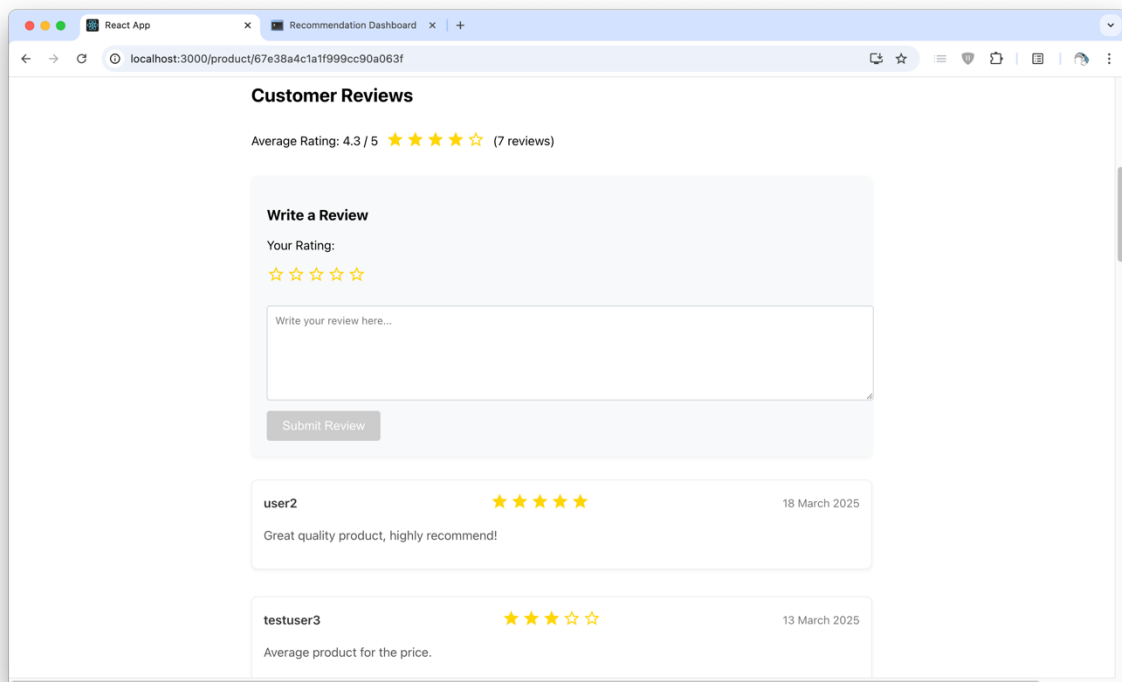 React App
Recommendation Dashboard
localhost:3000/product/67e38a4c1a1f999cc90a063f
Customer Reviews
Average Rating: 4.3 / 5 (7 reviews)
Write a Review
Your Rating:
Write your review here...
Submit Review
user2 18 March 2025
Great quality product, highly recommend!
testuser3 13 March 2025
Average product for the price.